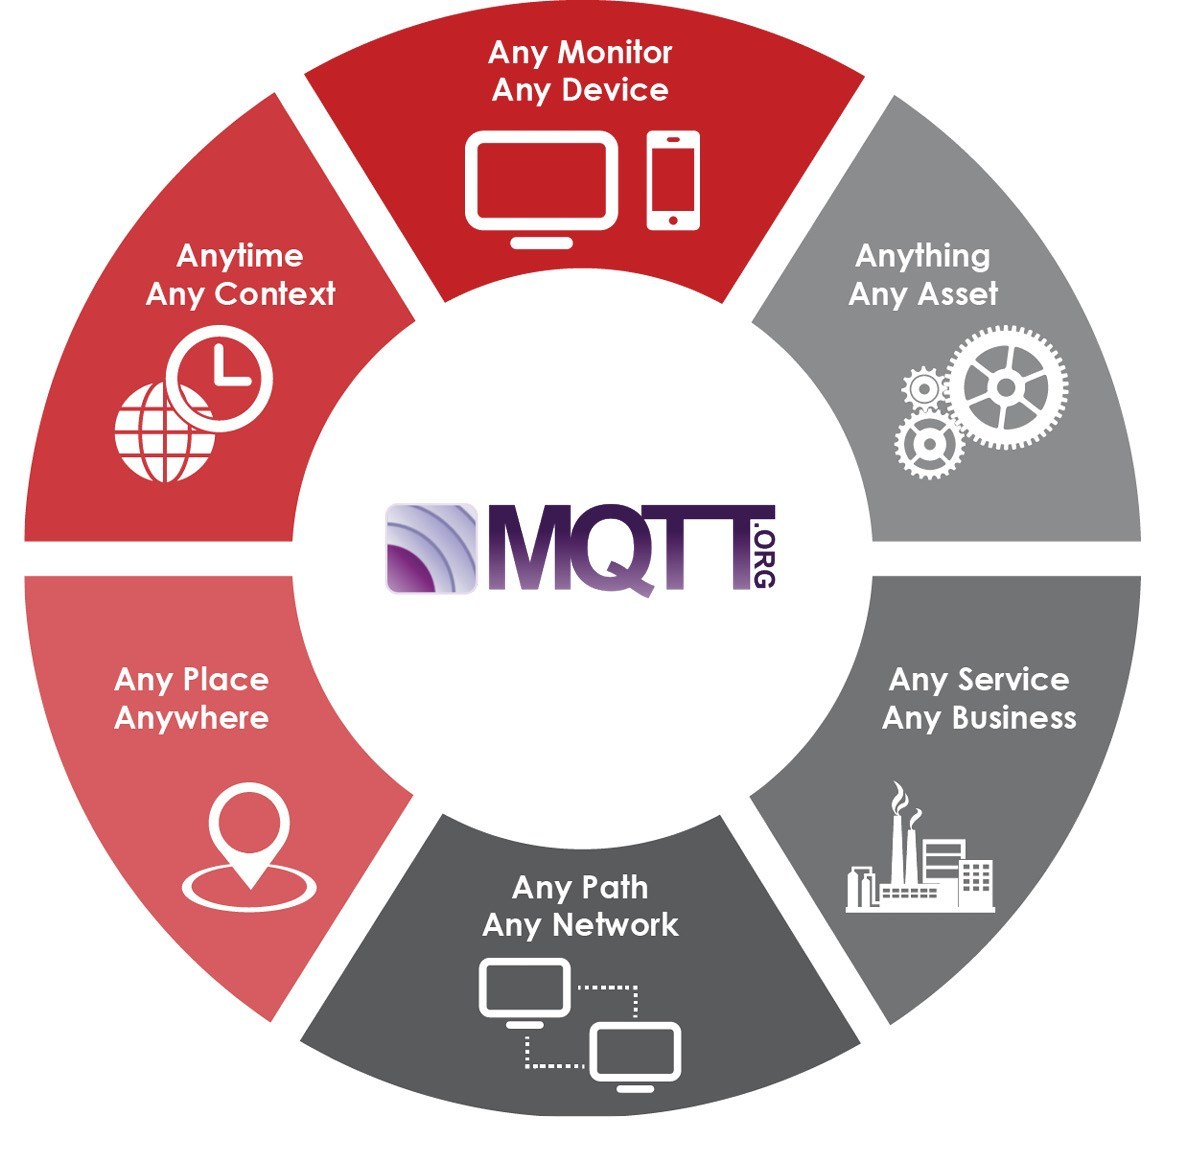 Any Monitor
Any Device
Anything
Any Asset
Any Service
Any Business
Any Path
Any Network
Any Place
Anywhere
Anytime
Any Context
MQTT.ORG